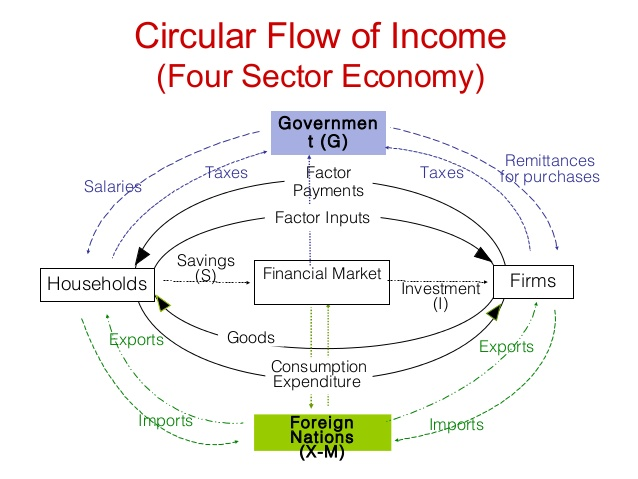 Circular Flow of Income
(Four Sector Economy)
Governmen
t (G)
Salaries
Taxes
Factor
Payments
Taxes
Remittances
for purchases
Factor Inputs
Savings
(S)
Financial Market
Households
Investment
(I)
Firms
Exports
Goods
Exports
Consumption
Expenditure
Imports
Foreign
Nations
(X-M)
Imports